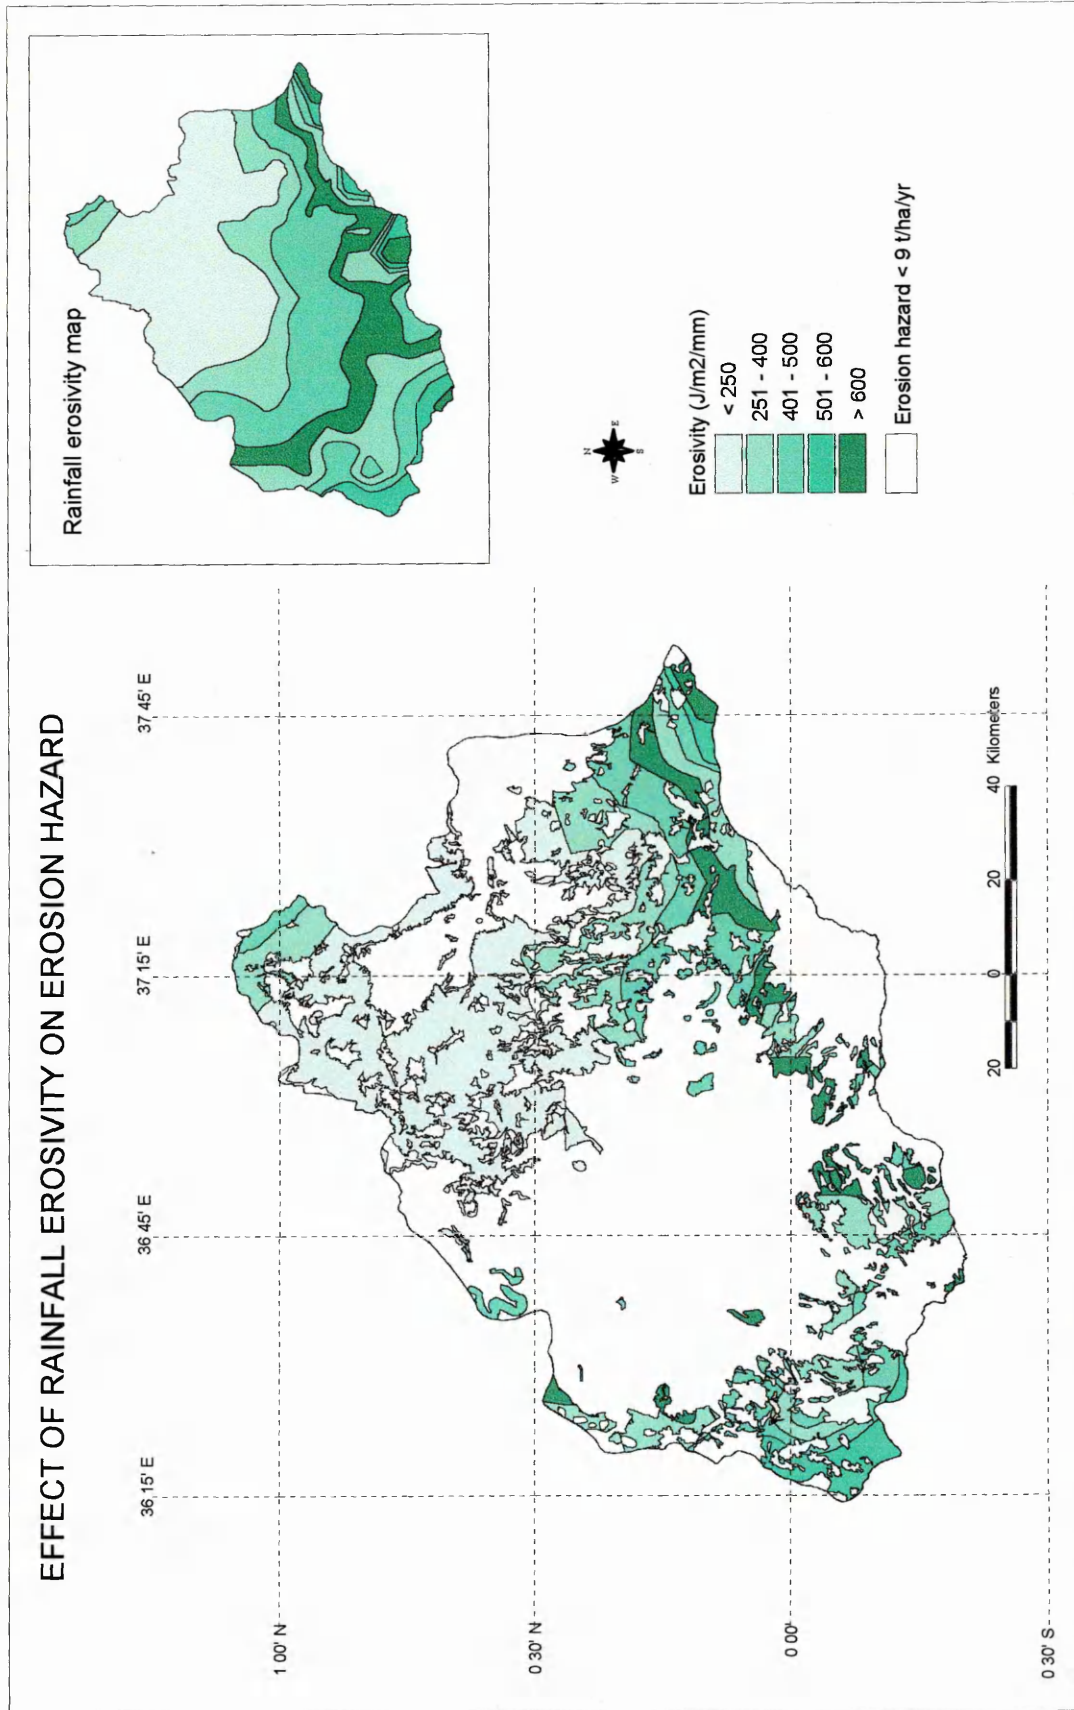 EFFECT OF RAINFALL EROSIVITY ON EROSION HAZARD
Rainfall erosivity map
36 15' E
36 45' E
37 15' E
37 45' E
1 00' N
0 30' N
0 00'
0 30' S
N
W
E
S
Erosivity (J/m2/mm)
< 250
251 - 400
401 - 500
501 - 600
> 600
Erosion hazard < 9 t/ha/yr
20
0
20
40 Kilometers